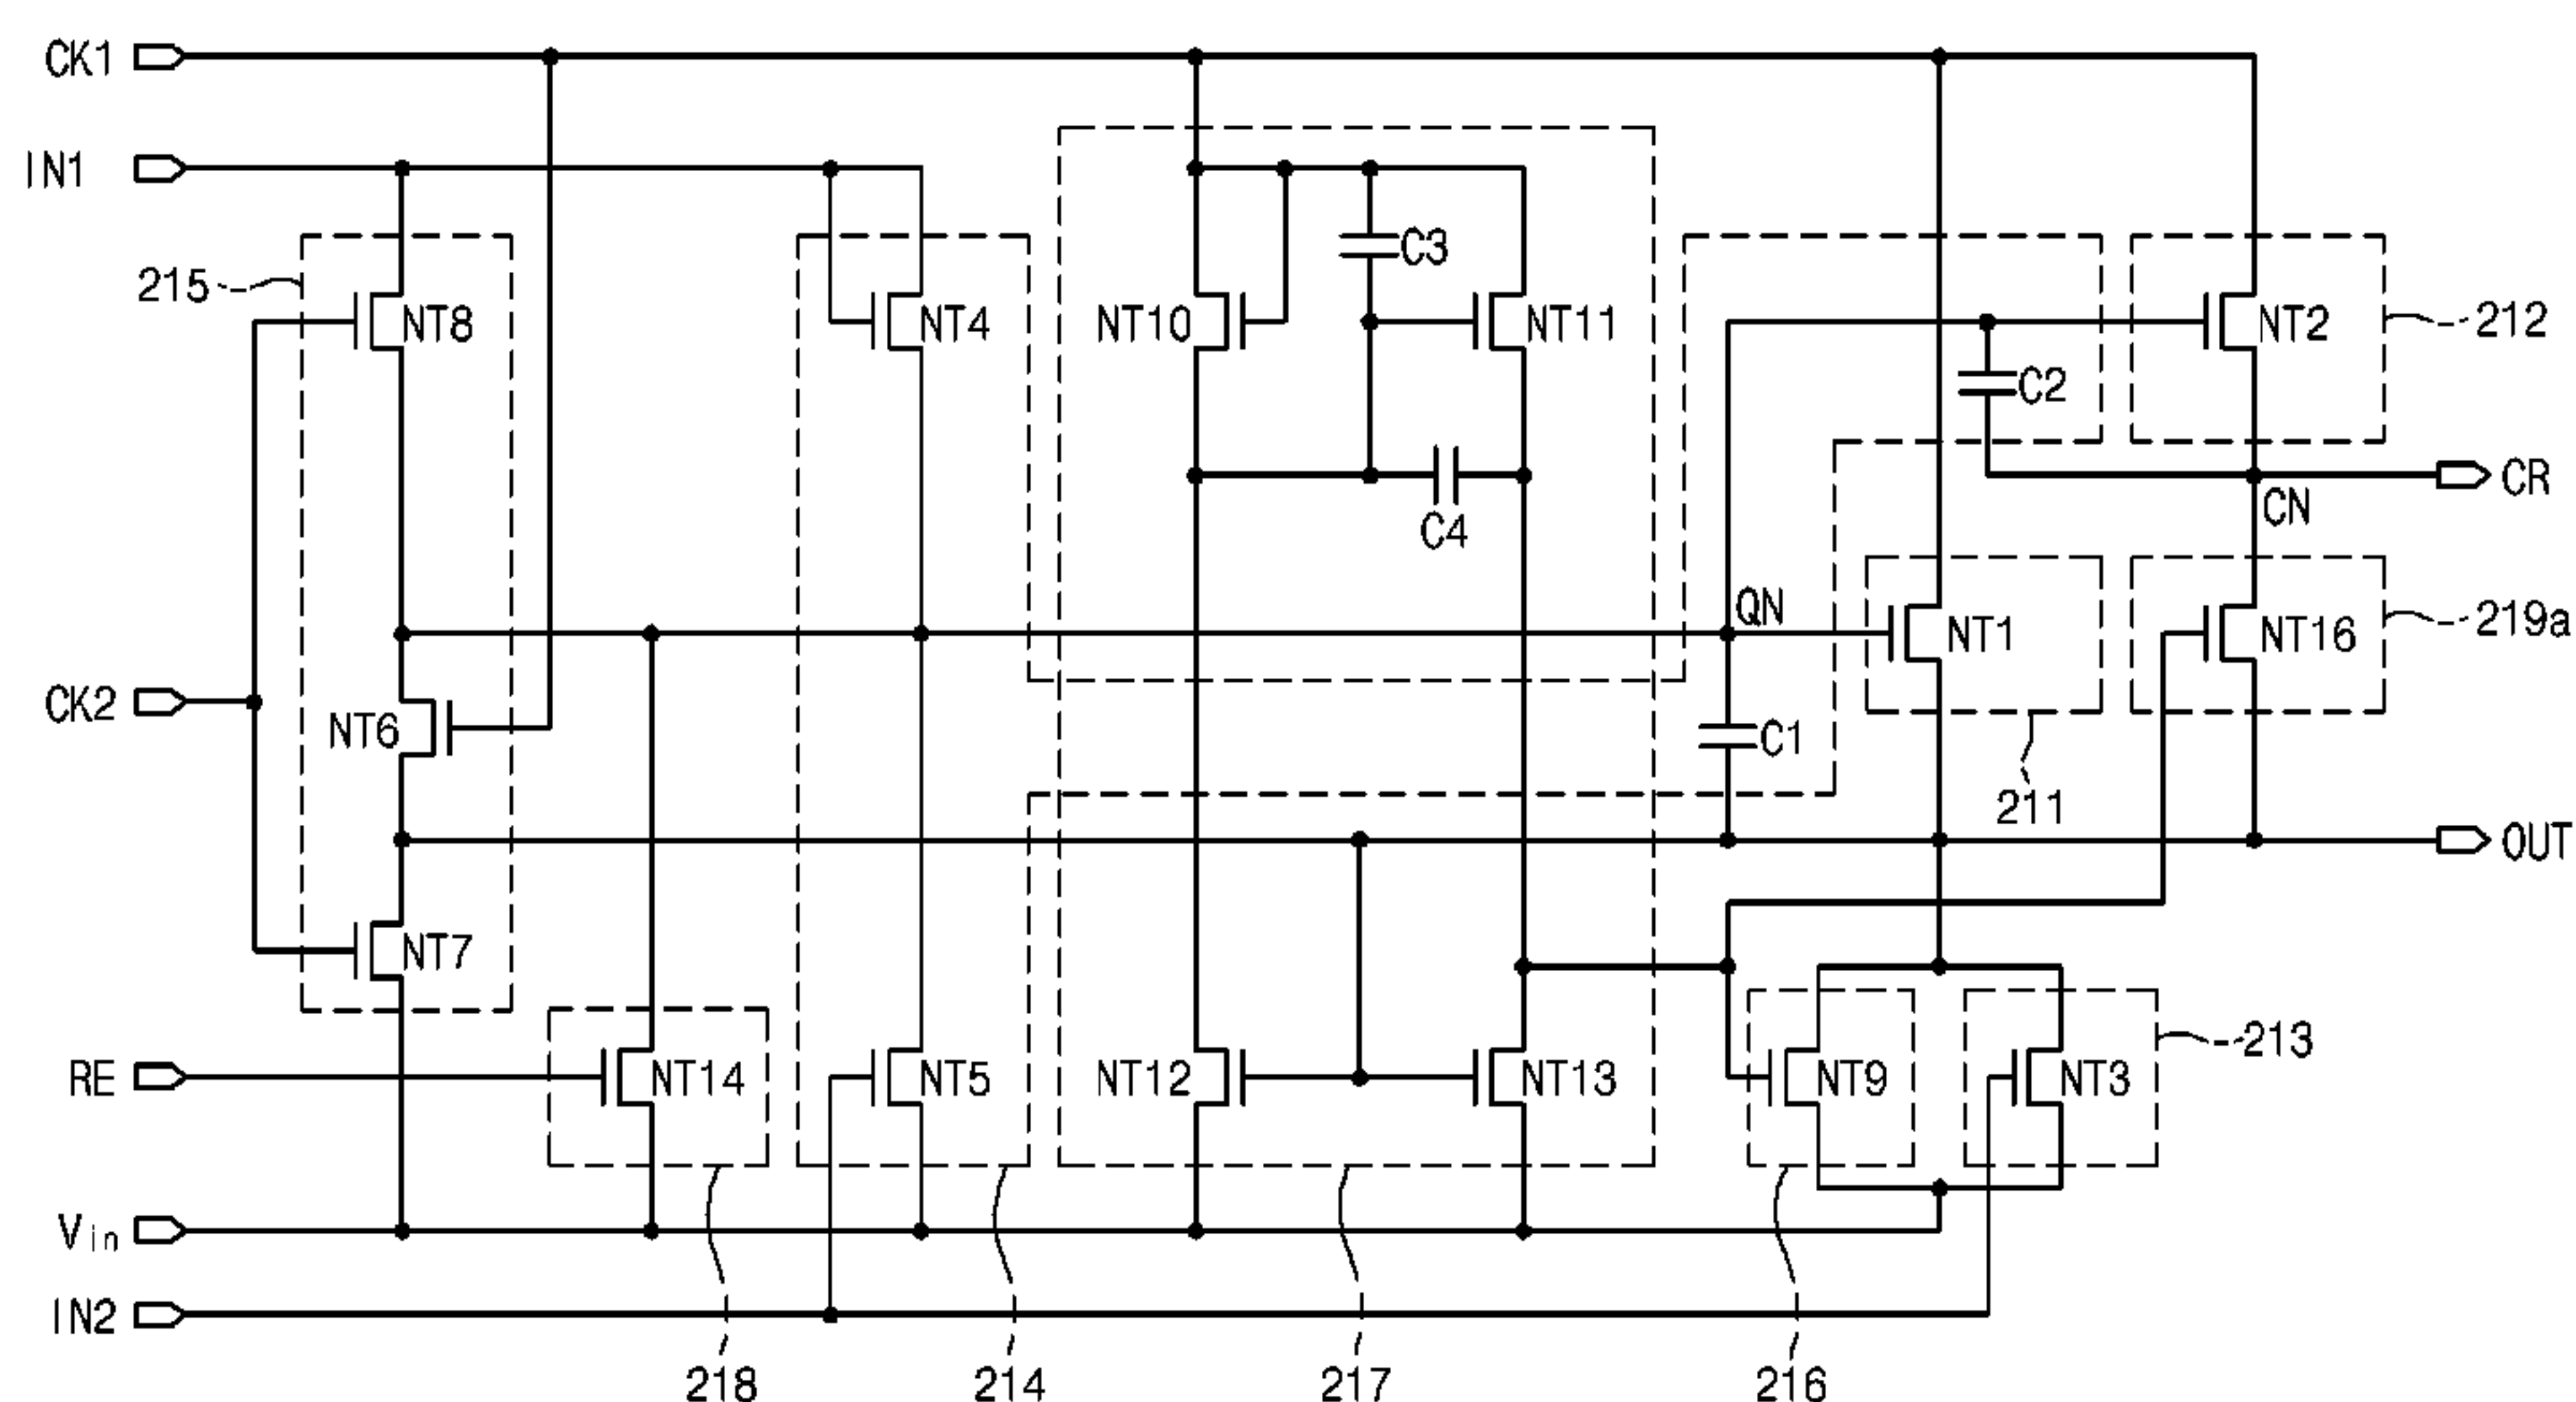 CK1
IN1
C3
215
NT8
NT4
NT10
NT11
NT2
212
C2
CR
CN
C4
QN
NT1
NT16
219a
CK2
NT6
C1
211
OUT
NT7
RE
NT14
NT5
NT12
NT13
NT9
NT3
213
Vin
IN2
218
214
217
216